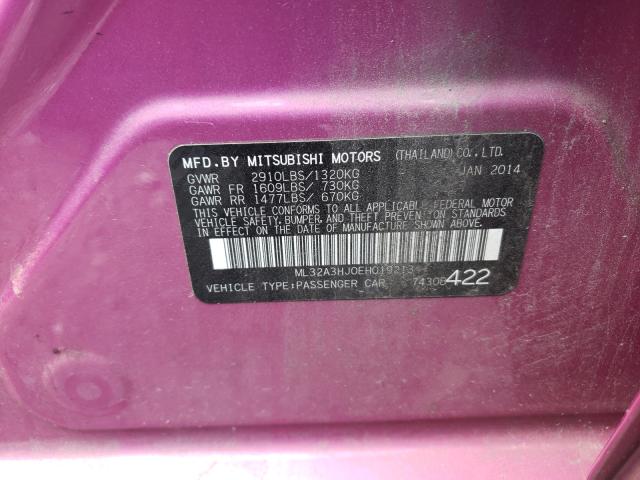 MFD.BY MITSUBISHI MOTORS (THAILAND)CO.,LTD.
GVWR 2910LBS/1320KG JAN 2014
GAWR FR 1609LBS/ 730KG
GAWR RR 1477LBS/ 670KG
THIS VEHICLE CONFORMS TO ALL APPLICABLE FEDERAL MOTOR
VEHICLE SAFETY,BUMPER,AND THEFT PREVENTION STANDARDS
IN EFFECT ON THE DATE OF MANUFACTURE SHOWN ABOVE.
ML32A3HJ0EH019213
VEHICLE TYPE:PASSENGER CAR 422